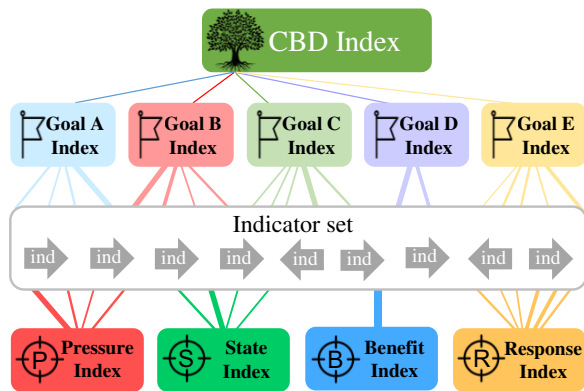 CBD Index
Goal A Index
Goal B Index
Goal C Index
Goal D Index
Goal E Index
Indicator set
ind ind ind ind ind ind ind ind ind
P Pressure Index
S State Index
B Benefit Index
R Response Index